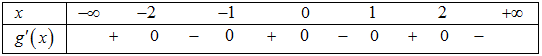 x −∞ −2 −1 0 1 2 +∞
g′(x) + 0 − 0 + 0 − 0 + 0 −